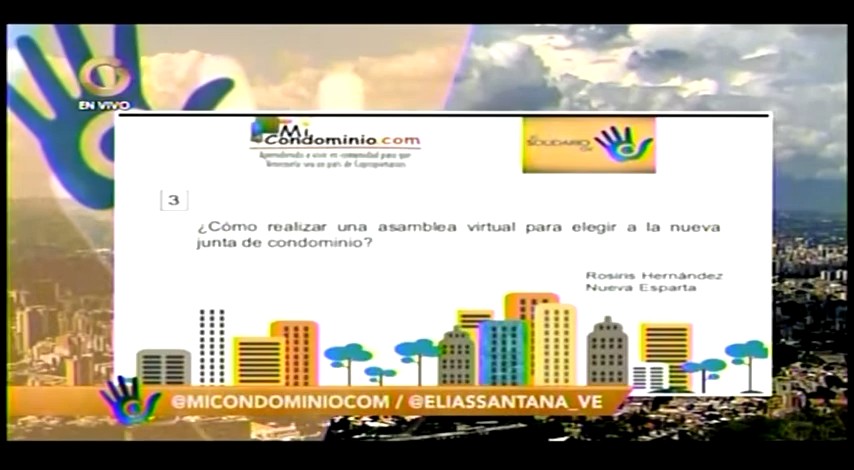 EN VIVO
Mi
Condominio.com
Aprendiendo a vivir en comunidad para que
Venezuela sea un país de Copropietarios
SOLIDARIO
3
¿Cómo realizar una asamblea virtual para elegir a la nueva
junta de condominio?
Rosiris Hernández
Nueva Esparta
@MICONDOMINIOCOM / @ELIASSANTANA_VE